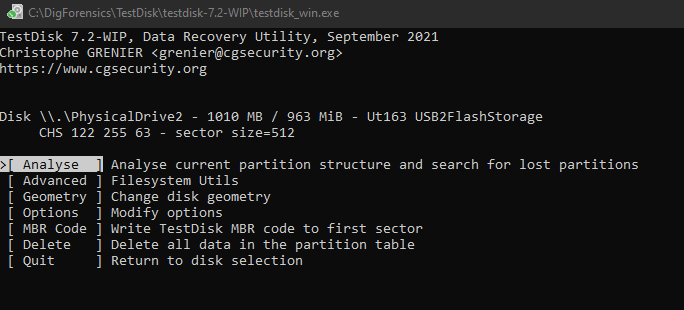 C:\DigForensics\TestDisk\testdisk-7.2-WIP\testdisk_win.exe
TestDisk 7.2-WIP, Data Recovery Utility, September 2021
Christophe GRENIER <grenier@cgsecurity.org>
https://www.cgsecurity.org
Disk \\.\PhysicalDrive2 - 1010 MB / 963 MiB - Ut163 USB2FlashStorage
CHS 122 255 63 - sector size=512
>[ Analyse  ] Analyse current partition structure and search for lost partitions
[ Advanced ] Filesystem Utils
[ Geometry ] Change disk geometry
[ Options  ] Modify options
[ MBR Code ] Write TestDisk MBR code to first sector
[ Delete   ] Delete all data in the partition table
[ Quit     ] Return to disk selection